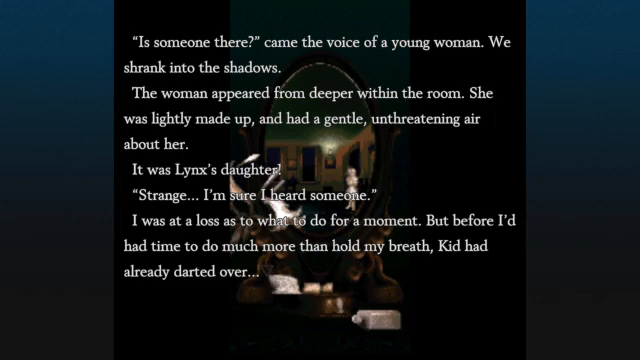 “Is someone there?” came the voice of a young woman. We
shrank into the shadows.
The woman appeared from deeper within the room. She
was lightly made up, and had a gentle, unthreatening air
about her.
It was Lynx’s daughter!
“Strange... I’m sure I heard someone.”
I was at a loss as to what to do for a moment. But before I’d
had time to do much more than hold my breath, Kid had
already darted over...